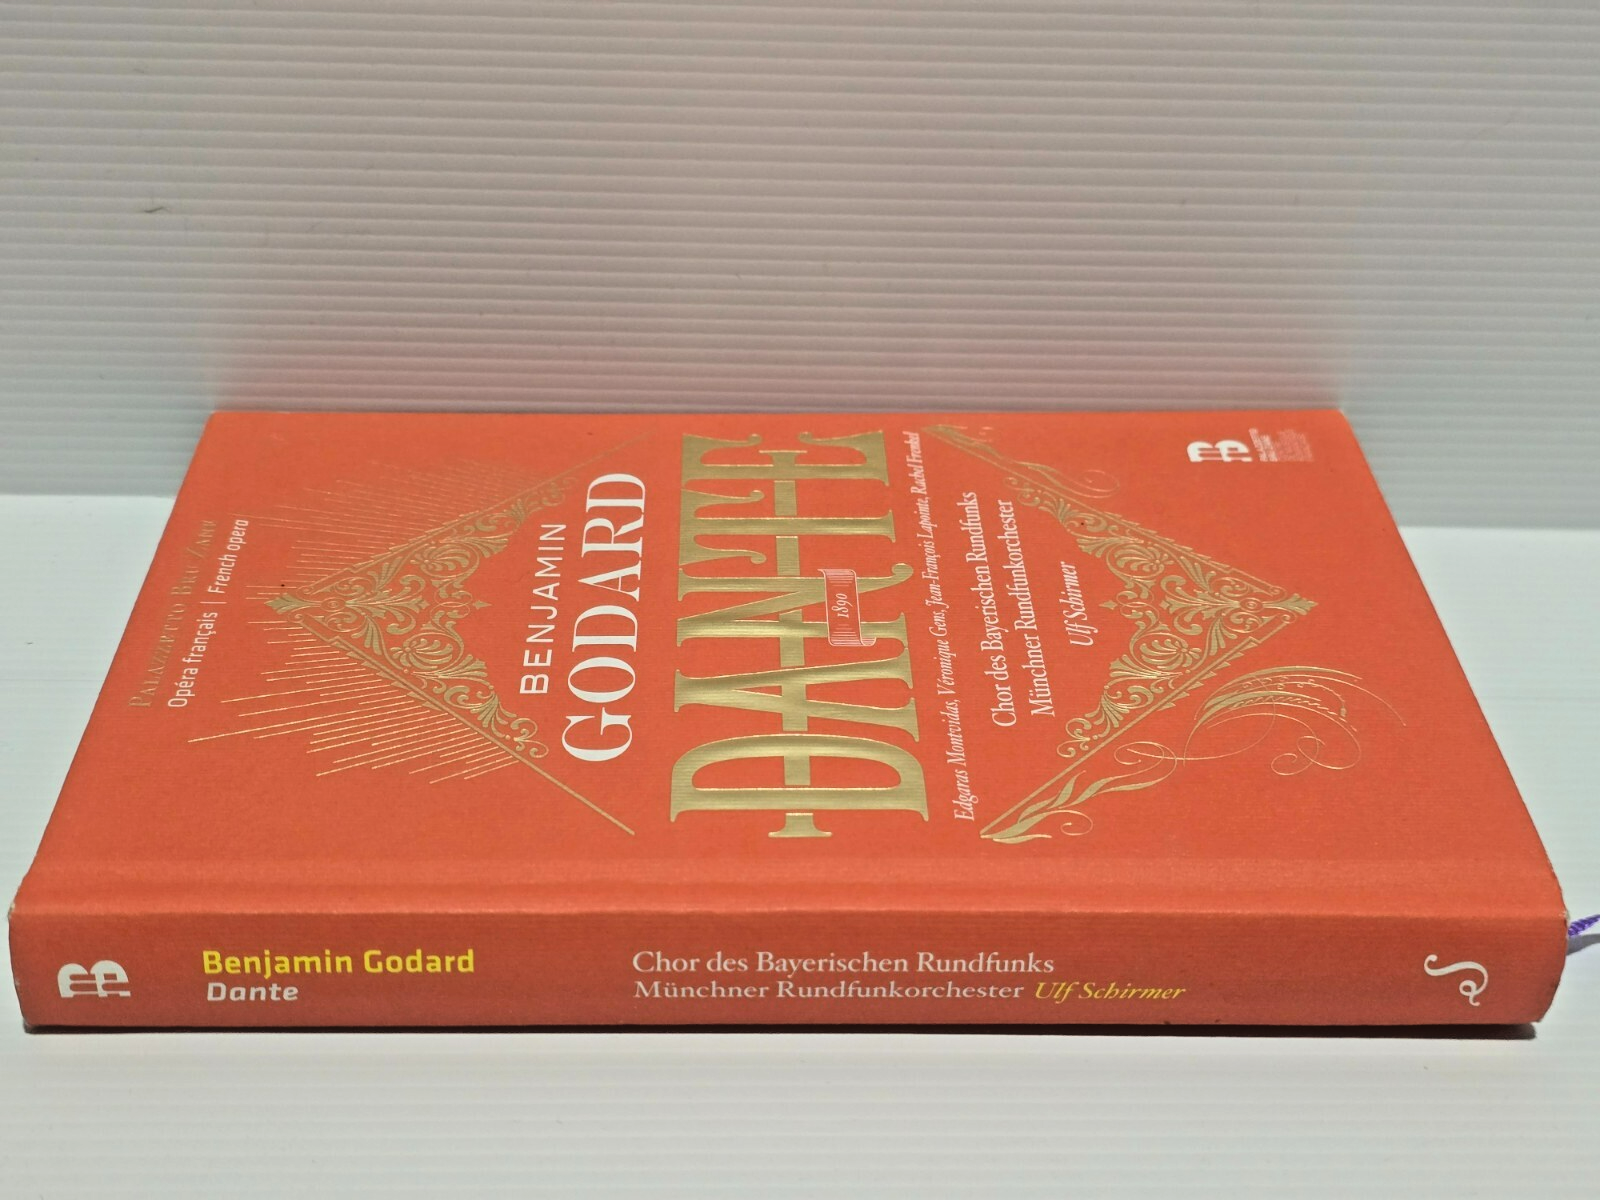 PALAZZETTO BRU ZANE
Opéra français | French opera
BENJAMIN
GODARD
DANTE
1890
Edgaras Montvidas, Véronique Gens, Jean-François Lapointe, Rachel Frenkel
Chor des Bayerischen Rundfunks
Münchner Rundfunkorchester
Ulf Schirmer
Benjamin Godard
Dante
Chor des Bayerischen Rundfunks
Münchner Rundfunkorchester Ulf Schirmer